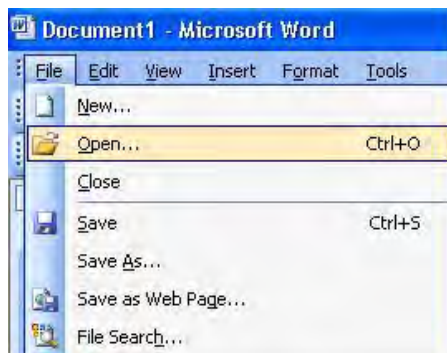 Document1 - Microsoft Word
File Edit View Insert Format Tools
New...
Open... Ctrl+O
Close
Save Ctrl+S
Save As...
Save as Web Page...
File Search...